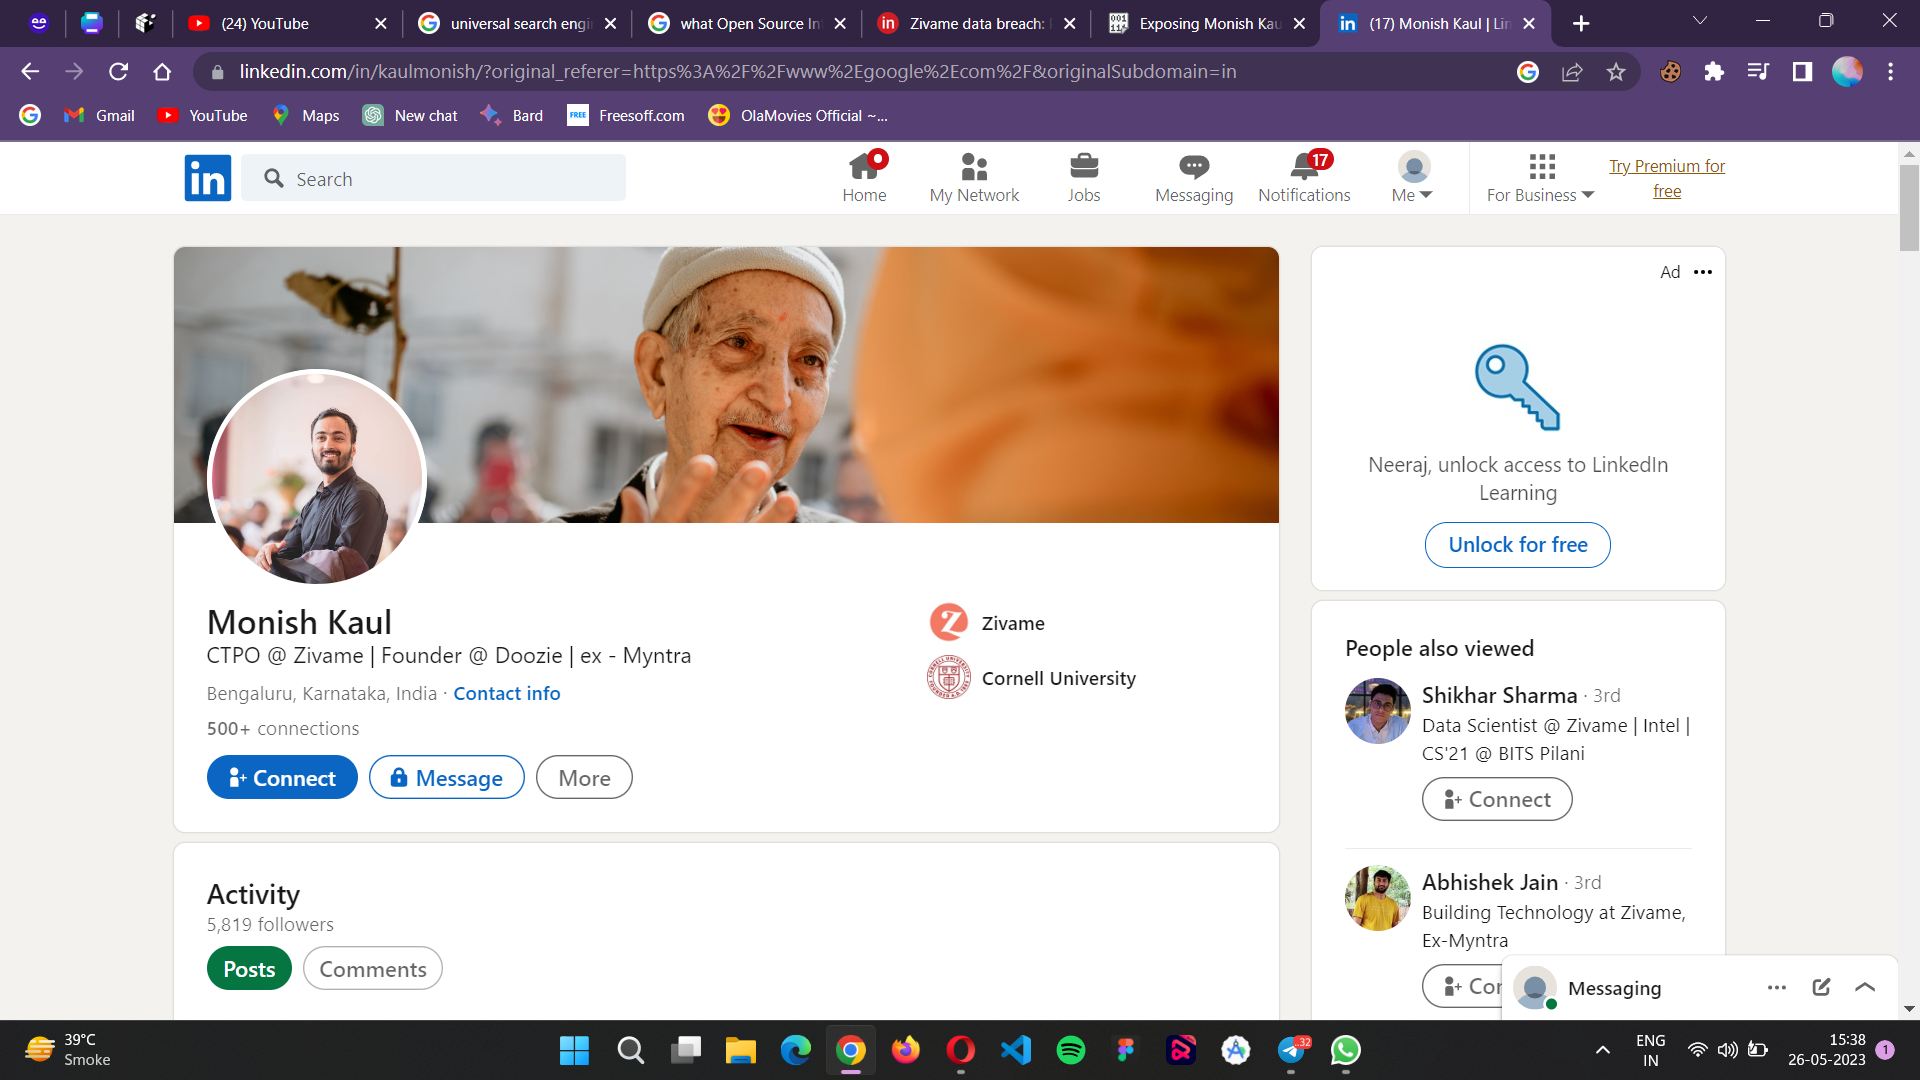 (24) YouTube
universal search engi
what Open Source In
Zivame data breach:
Exposing Monish Kau
(17) Monish Kaul | Lin
linkedin.com/in/kaulmonish/?original_referer=https%3A%2F%2Fwww%2Egoogle%2Ecom%2F&originalSubdomain=in
Gmail
YouTube
Maps
New chat
Bard
FREE
Freesoff.com
OlaMovies Official ~...
in
Search
Home
My Network
Jobs
Messaging
17
Notifications
Me
For Business
Try Premium for
free
Ad
Neeraj, unlock access to LinkedIn
Learning
Unlock for free
Monish Kaul
CTPO @ Zivame | Founder @ Doozie | ex - Myntra
Bengaluru, Karnataka, India · Contact info
500+ connections
Connect
Message
More
Zivame
Cornell University
People also viewed
Shikhar Sharma · 3rd
Data Scientist @ Zivame | Intel |
CS'21 @ BITS Pilani
Connect
Abhishek Jain · 3rd
Building Technology at Zivame,
Ex-Myntra
Cor
Activity
5,819 followers
Posts
Comments
Messaging
39°C
Smoke
32
ENG
IN
15:38
26-05-2023
1